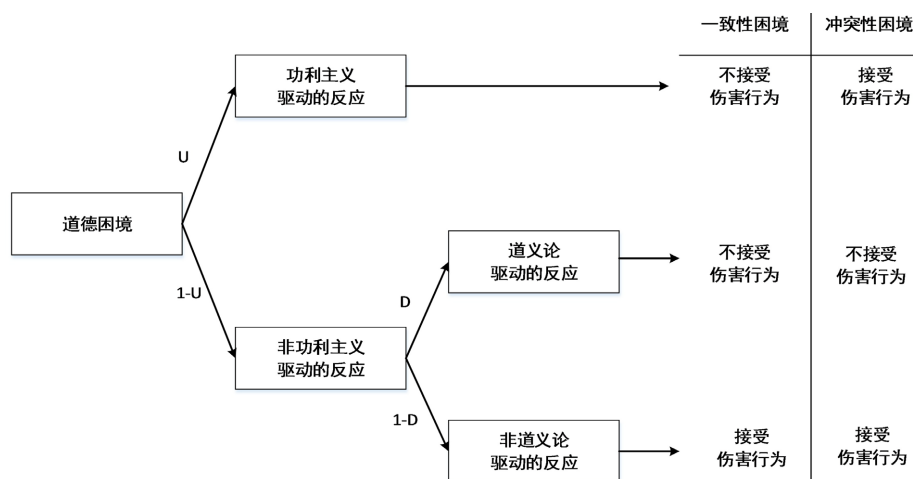 一致性困境
冲突性困境
功利主义
驱动的反应
不接受
伤害行为
接受
伤害行为
U
道德困境
1-U
道义论
驱动的反应
不接受
伤害行为
不接受
伤害行为
D
非功利主义
驱动的反应
1-D
非道义论
驱动的反应
接受
伤害行为
接受
伤害行为